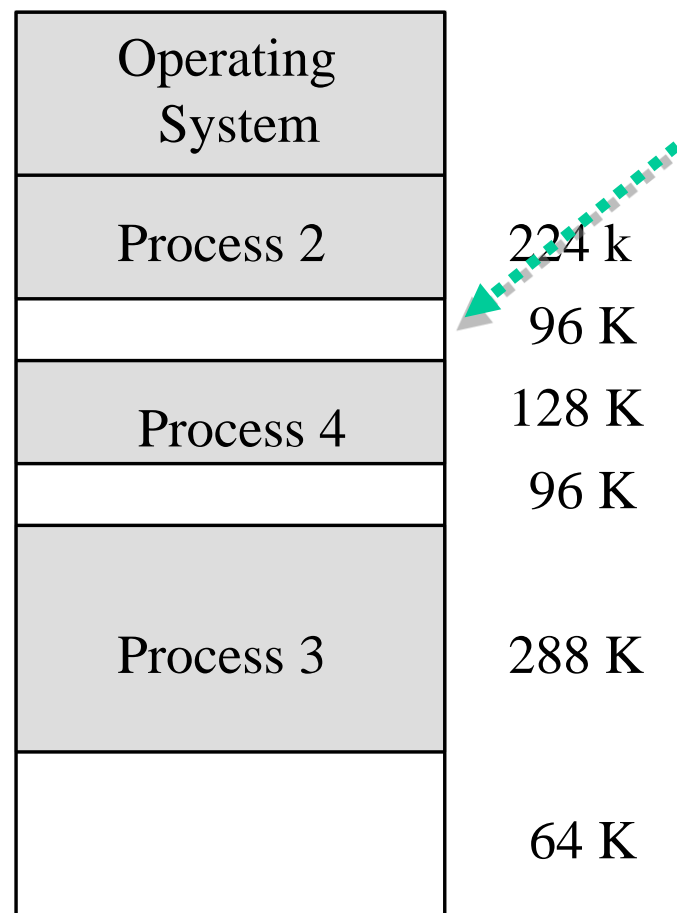 Operating
System
Process 2
224 k
96 K
Process 4
128 K
96 K
Process 3
288 K
64 K